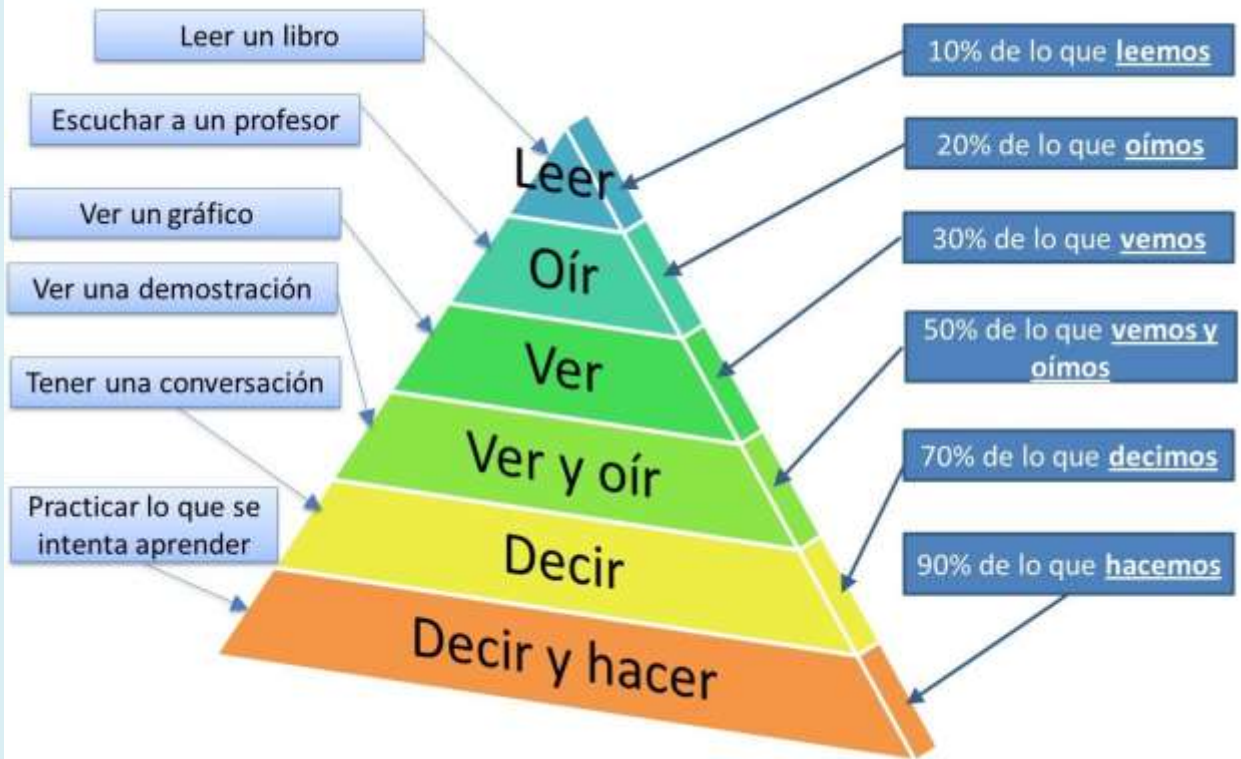 Leer un libro
Escuchar a un profesor
Ver un gráfico
Ver una demostración
Tener una conversación
Practicar lo que se
intenta aprender
Leer
Oír
Ver
Ver y oír
Decir
Decir y hacer
10% de lo que leemos
20% de lo que oímos
30% de lo que vemos
50% de lo que vemos y
oímos
70% de lo que decimos
90% de lo que hacemos